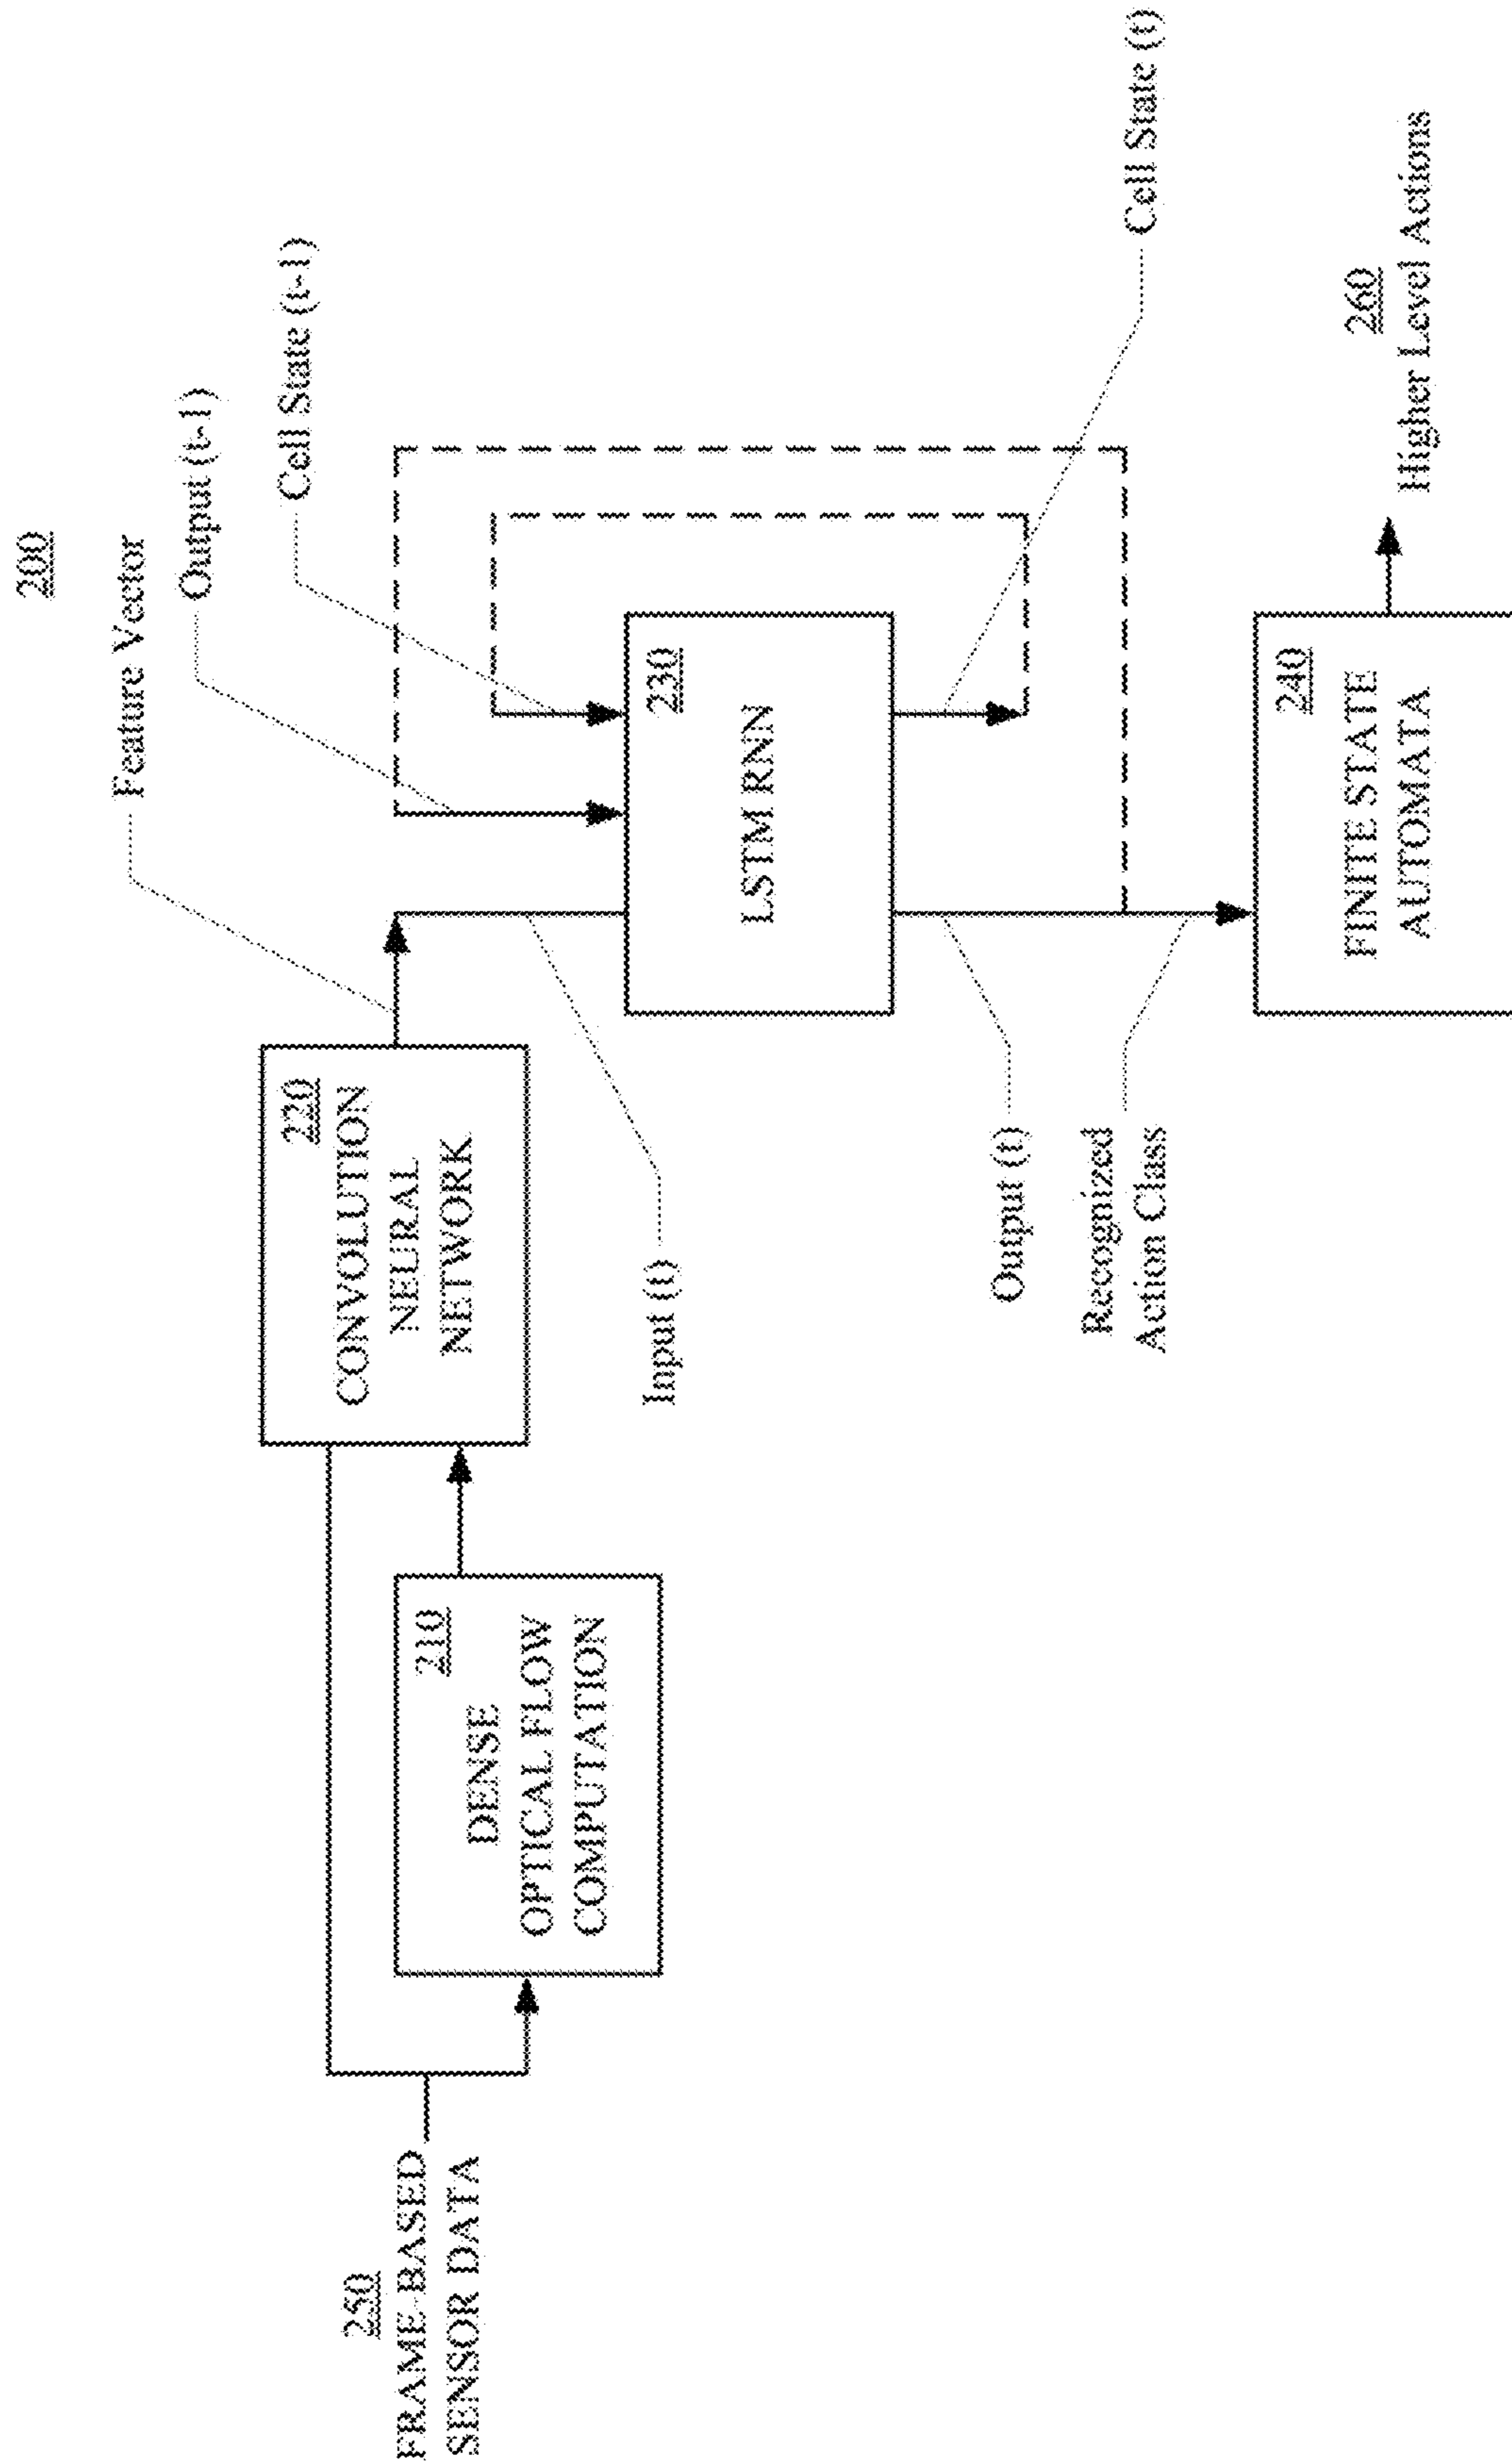 200
Feature Vector
Output (t-1)
Cell State (t-1)
220
CONVOLUTION
NEURAL
NETWORK
250
FRAME-BASED
SENSOR DATA
210
DENSE
OPTICAL FLOW
COMPUTATION
Input (t)
230
LSTM RNN
Output (t)
Recognized
Action Class
Cell State (t)
240
FINITE STATE
AUTOMATA
260
Higher Level Actions